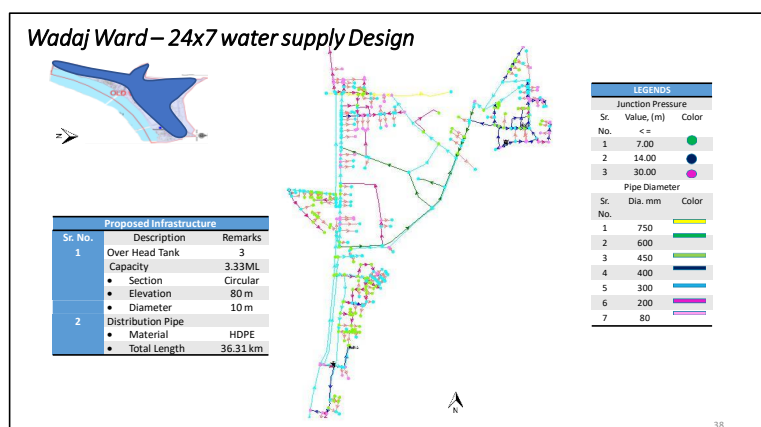 Wadaj Ward – 24x7 water supply Design
N
Proposed Infrastructure
Sr. No. Description Remarks
1 Over Head Tank 3
Capacity 3.33ML
• Section Circular
• Elevation 80 m
• Diameter 10 m
2 Distribution Pipe
• Material HDPE
• Total Length 36.31 km
LEGENDS
Junction Pressure
Sr. Value, (m) Color
No. <=
1 7.00
2 14.00
3 30.00
Pipe Diameter
Sr. Dia. mm Color
No.
1 750
2 600
3 450
4 400
5 300
6 200
7 80
N
38